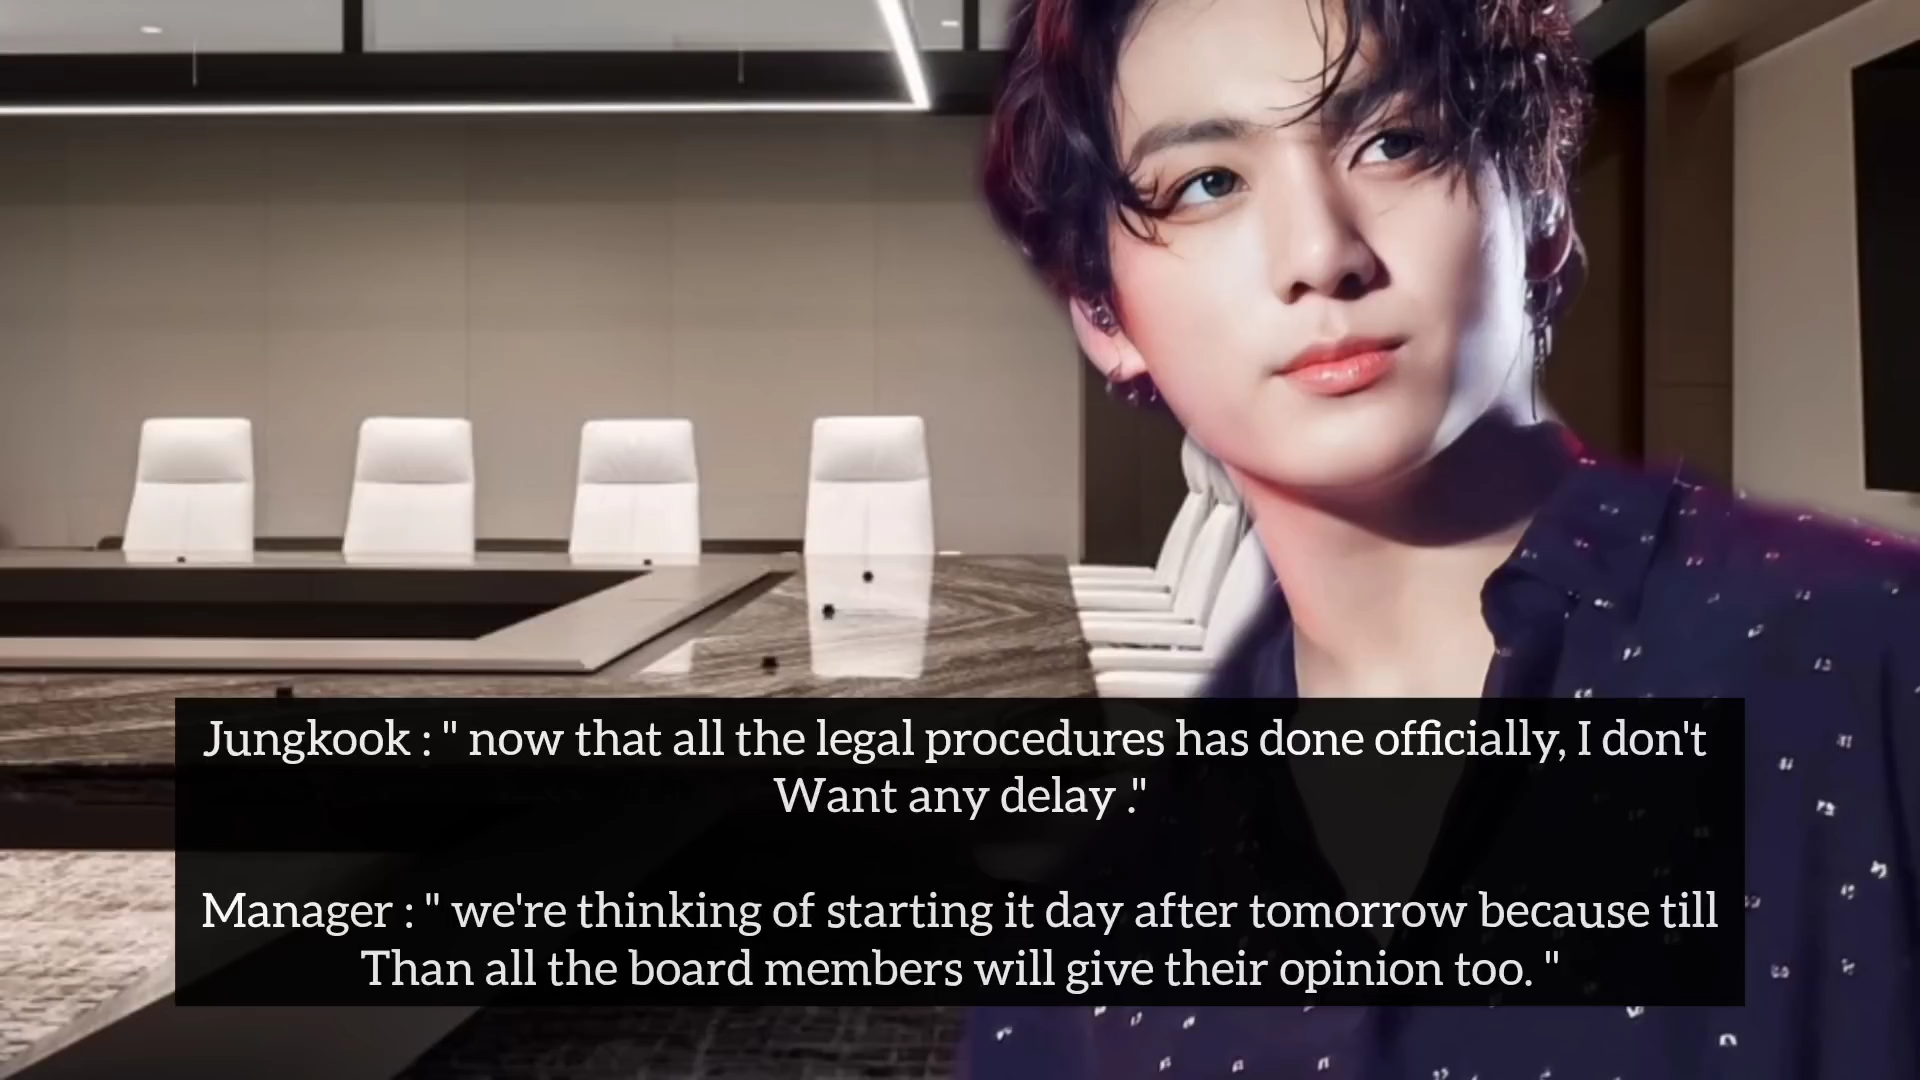 Jungkook : " now that all the legal procedures has done officially, I don't
Want any delay ."
Manager : " we're thinking of starting it day after tomorrow because till
Than all the board members will give their opinion too. "